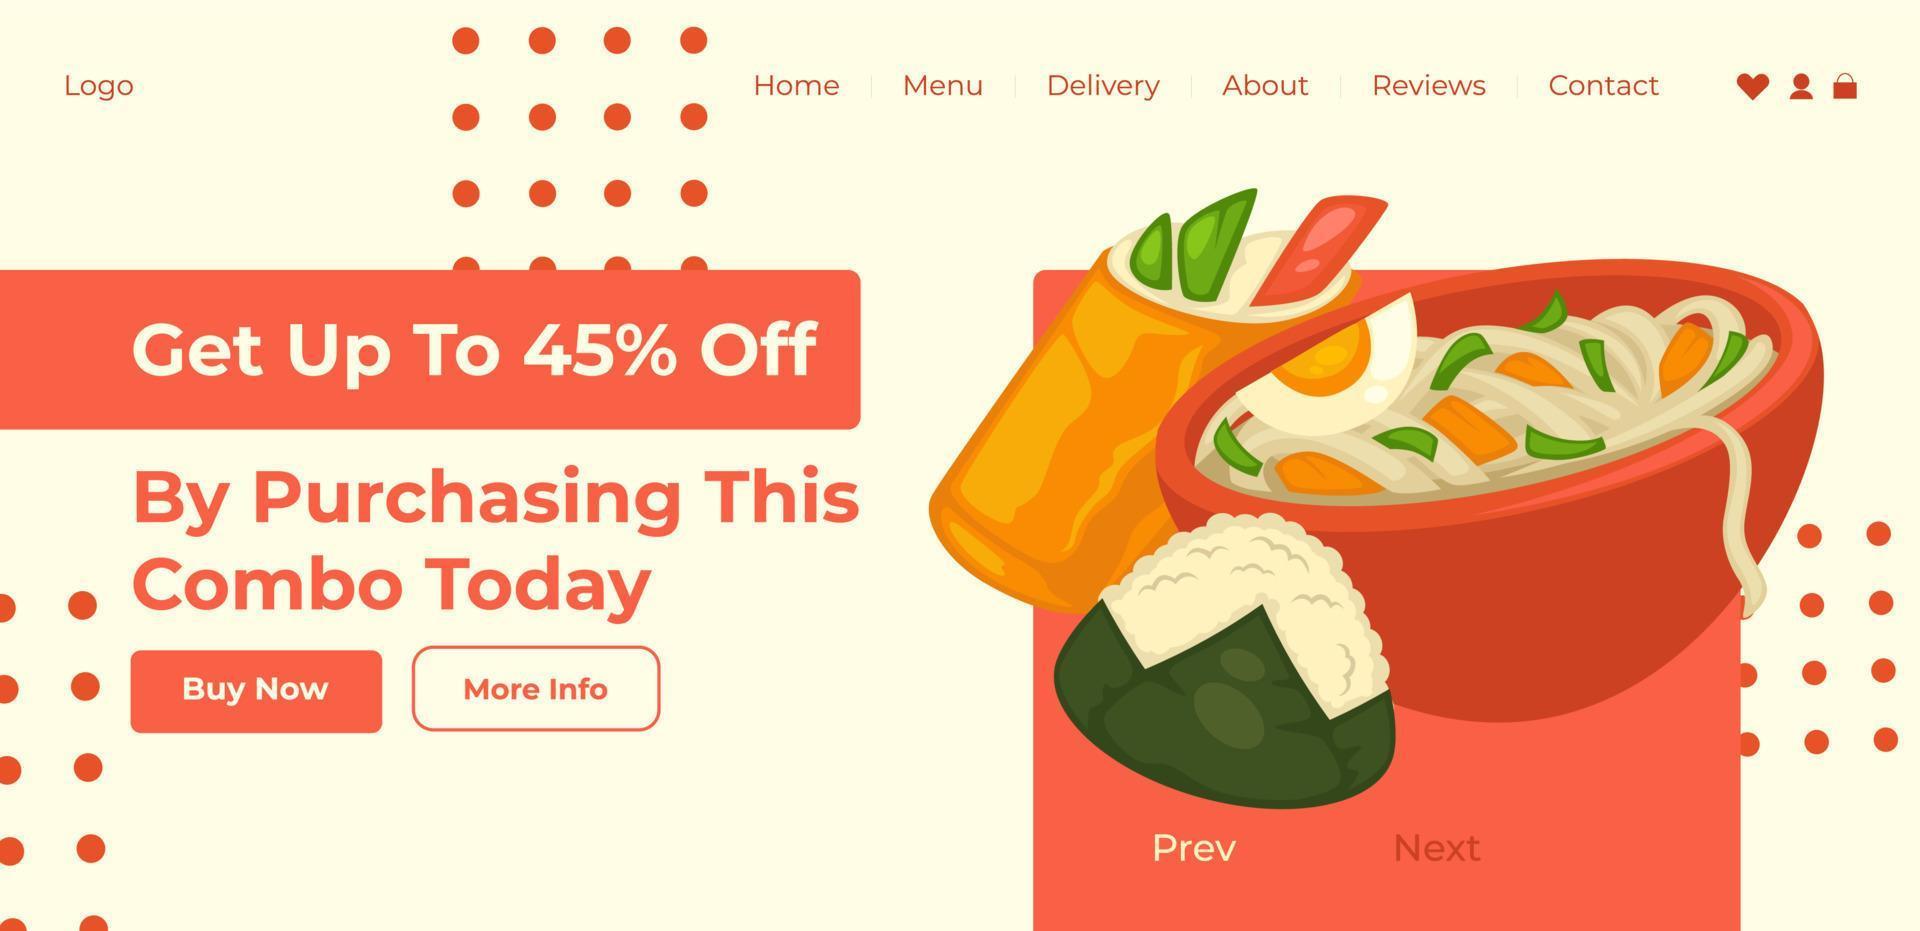 Logo
Home
Menu
Delivery
About
Reviews
Contact
Get Up To 45% Off
By Purchasing This
Combo Today
Buy Now
More Info
Prev
Next